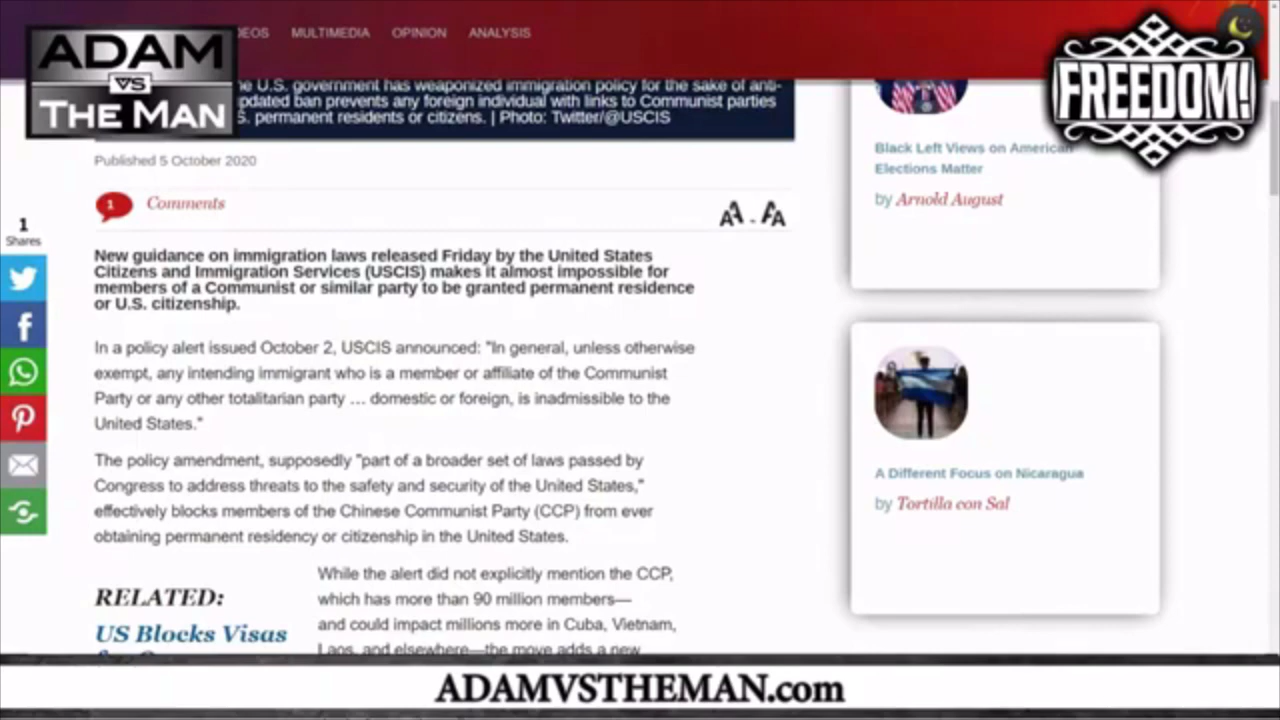 ADAM
VS
THE MAN
DEOS MULTIMEDIA OPINION ANALYSIS
FREEDOM!
he U.S. government has weaponized immigration policy for the sake of anti-
pdated ban prevents any foreign individual with links to Communist parties
S. permanent residents or citizens. | Photo: Twitter/@USCIS
Published 5 October 2020
1 Comments
A A - A A
1
Shares
New guidance on immigration laws released Friday by the United States
Citizens and Immigration Services (USCIS) makes it almost impossible for
members of a Communist or similar party to be granted permanent residence
or U.S. citizenship.
In a policy alert issued October 2, USCIS announced: "In general, unless otherwise
exempt, any intending immigrant who is a member or affiliate of the Communist
Party or any other totalitarian party … domestic or foreign, is inadmissible to the
United States."
The policy amendment, supposedly "part of a broader set of laws passed by
Congress to address threats to the safety and security of the United States,"
effectively blocks members of the Chinese Communist Party (CCP) from ever
obtaining permanent residency or citizenship in the United States.
RELATED:
US Blocks Visas
While the alert did not explicitly mention the CCP,
which has more than 90 million members—
and could impact millions more in Cuba, Vietnam,
Laos, and elsewhere—the move adds a new
Black Left Views on American
Elections Matter
by Arnold August
A Different Focus on Nicaragua
by Tortilla con Sal
ADAMVSTHEMAN.com